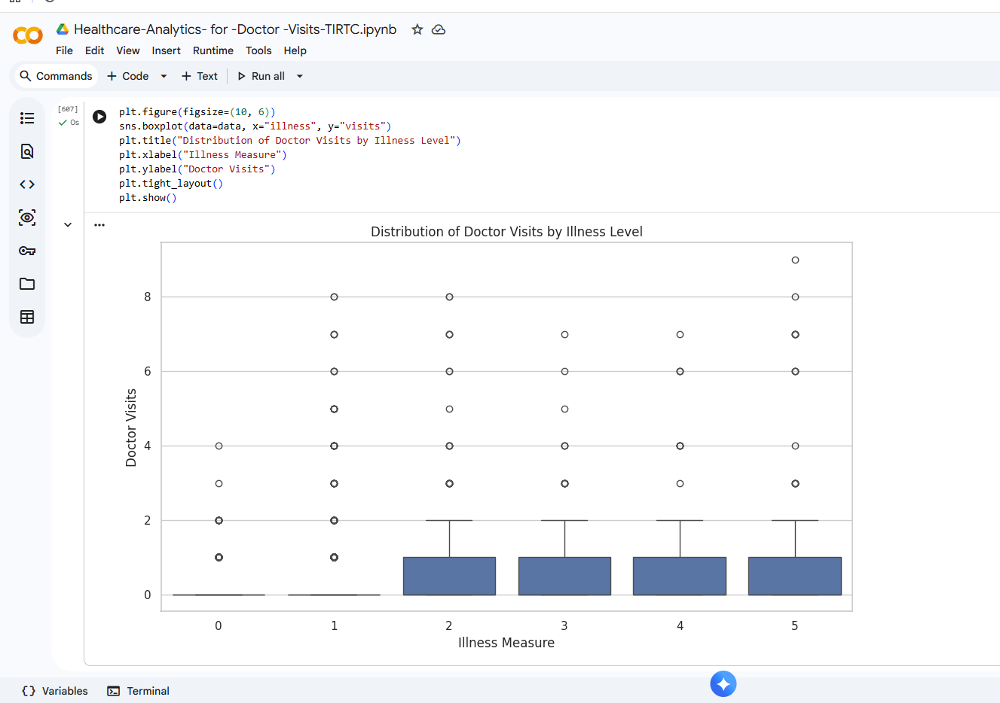 Healthcare-Analytics- for -Doctor -Visits-TIRTC.ipynb
File Edit View Insert Runtime Tools Help
Commands + Code + Text Run all
[607]
0s
plt.figure(figsize=(10, 6))
sns.boxplot(data=data, x="illness", y="visits")
plt.title("Distribution of Doctor Visits by Illness Level")
plt.xlabel("Illness Measure")
plt.ylabel("Doctor Visits")
plt.tight_layout()
plt.show()
Distribution of Doctor Visits by Illness Level
Doctor Visits
8
6
4
2
0
0 1 2 3 4 5
Illness Measure
Variables Terminal